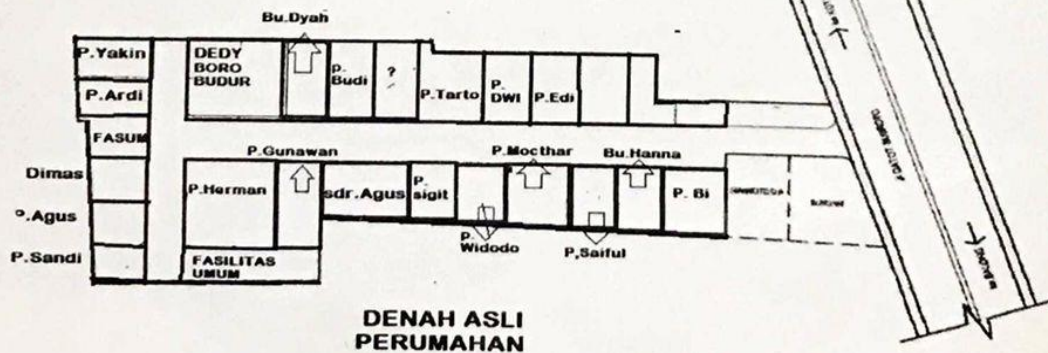 Bu.Dyah
P.Yakin
DEDY
BORO
BUDUR
p.
Budi
?
P.Ardi
P.Tarto
P.
DWI
P.Edi
FASUM
P.Gunawan
P.Mocthar
Bu.Hanna
Dimas
P.Herman
sdr.Agus
P.
sigit
P. Bi
P.Agus
P.
Widodo
P,Saiful
P.Sandi
FASILITAS
UMUM
DENAH ASLI
PERUMAHAN